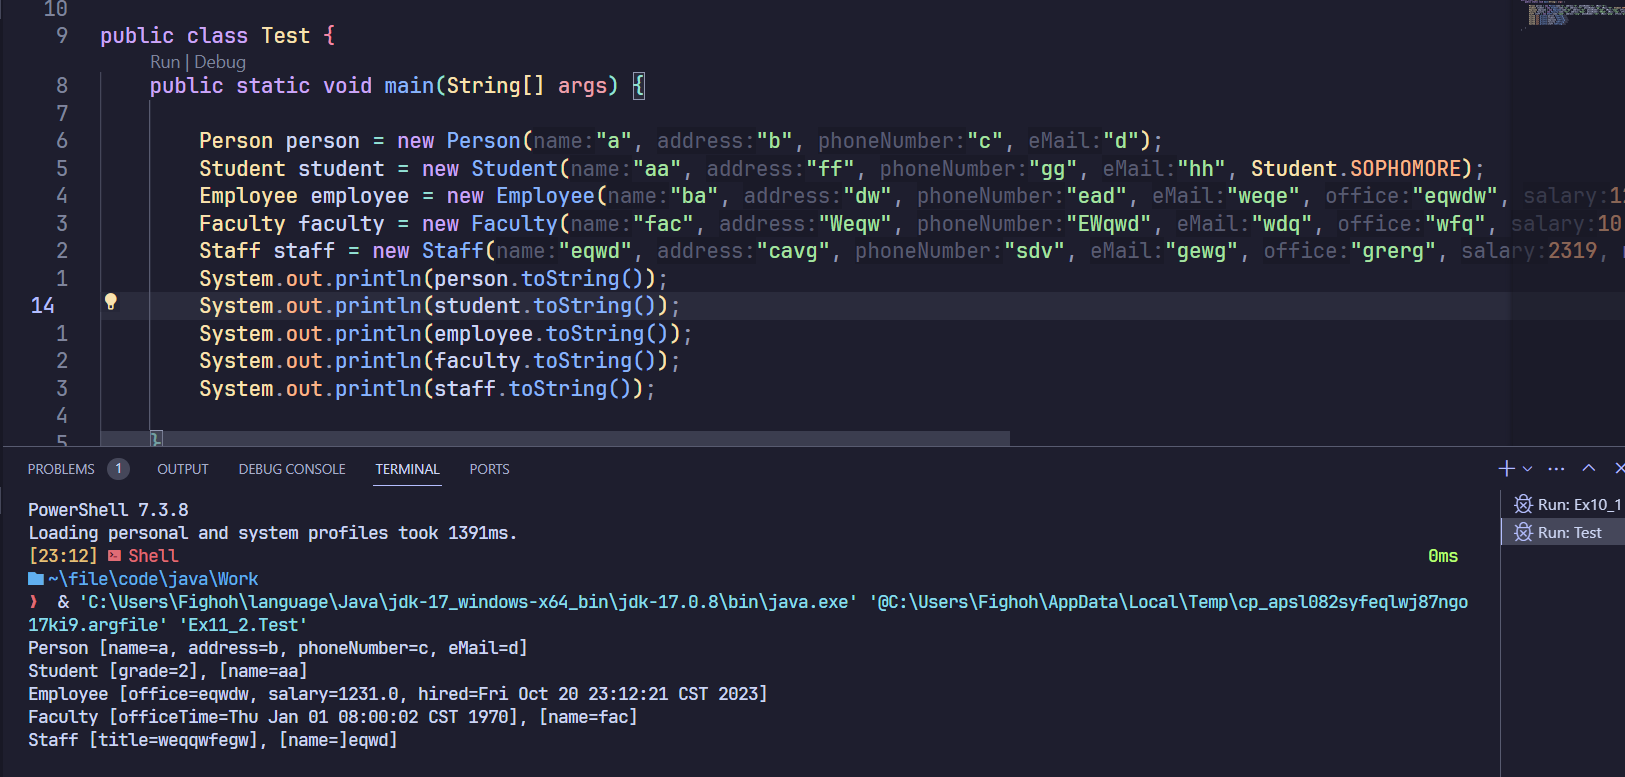 10
9 public class Test {
Run | Debug
8 public static void main(String[] args) {
7
6 Person person = new Person(name:"a", address:"b", phoneNumber:"c", eMail:"d");
5 Student student = new Student(name:"aa", address:"ff", phoneNumber:"gg", eMail:"hh", Student.SOPHOMORE);
4 Employee employee = new Employee(name:"ba", address:"dw", phoneNumber:"ead", eMail:"weqe", office:"eqwdw", salary:12
3 Faculty faculty = new Faculty(name:"fac", address:"Weqw", phoneNumber:"EWqwd", eMail:"wdq", office:"wfq", salary:10
2 Staff staff = new Staff(name:"eqwd", address:"cavg", phoneNumber:"sdv", eMail:"gewg", office:"grerg", salary:2319,
1 System.out.println(person.toString());
14 System.out.println(student.toString());
1 System.out.println(employee.toString());
2 System.out.println(faculty.toString());
3 System.out.println(staff.toString());
4
5 }
PROBLEMS 1 OUTPUT DEBUG CONSOLE TERMINAL PORTS
PowerShell 7.3.8
Loading personal and system profiles took 1391ms.
[23:12] Shell 0ms
~\file\code\java\Work
❯ & 'C:\Users\Fighoh\language\Java\jdk-17_windows-x64_bin\jdk-17.0.8\bin\java.exe' '@C:\Users\Fighoh\AppData\Local\Temp\cp_apsl082syfeqlwj87ngo
17ki9.argfile' 'Ex11_2.Test'
Person [name=a, address=b, phoneNumber=c, eMail=d]
Student [grade=2], [name=aa]
Employee [office=eqwdw, salary=1231.0, hired=Fri Oct 20 23:12:21 CST 2023]
Faculty [officeTime=Thu Jan 01 08:00:02 CST 1970], [name=fac]
Staff [title=weqqwfegw], [name=]eqwd]
Run: Ex10_1
Run: Test